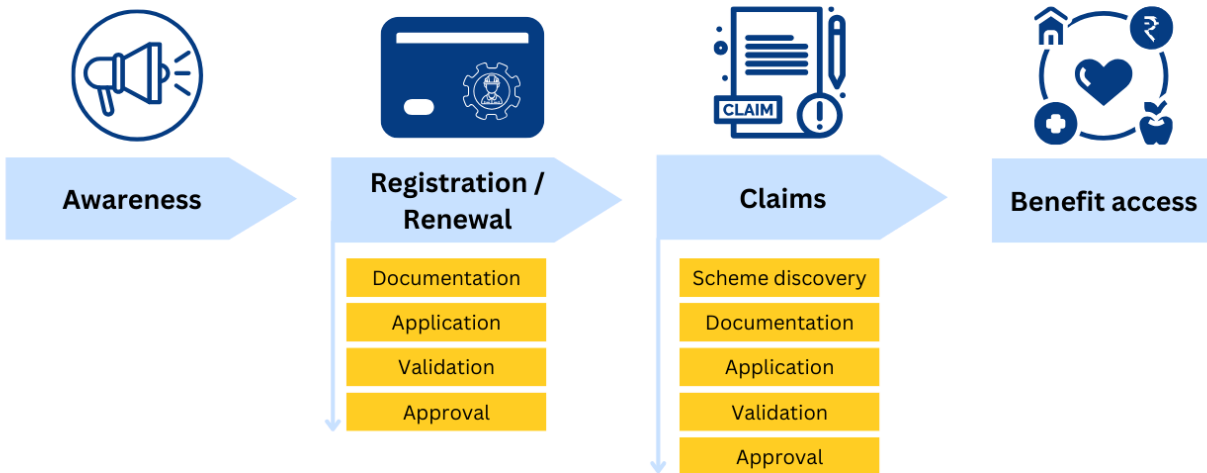 CLAIM
₹
Awareness
Registration /
Renewal
Claims
Benefit access
Documentation
Application
Validation
Approval
Scheme discovery
Documentation
Application
Validation
Approval